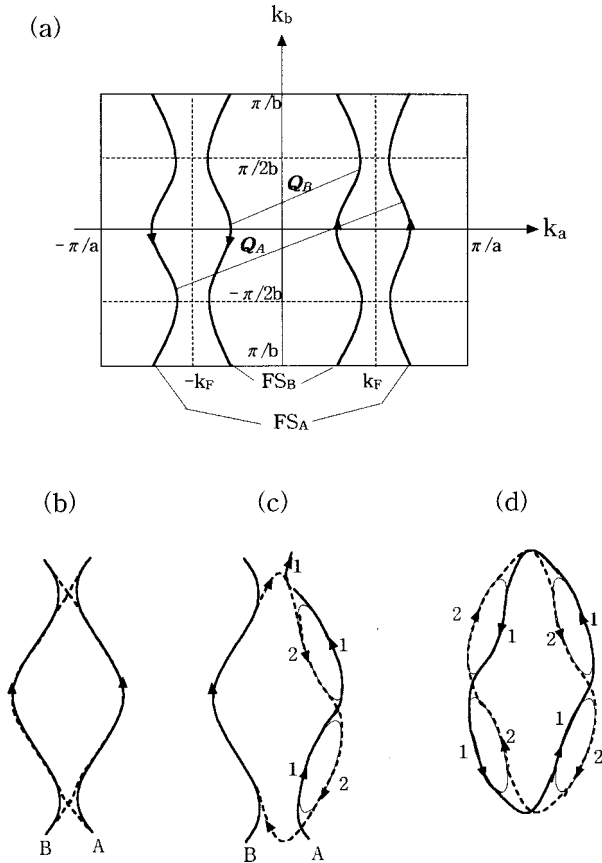 (a)
k_b
π/b
π/2b
Q_B
-π/a
k_a
π/a
Q_A
-π/2b
π/b
-k_F
FS_B
k_F
FS_A
(b)
(c)
(d)
1
1
2
1
2
B
A
B
A
2
1
2
1
1
2
1
2